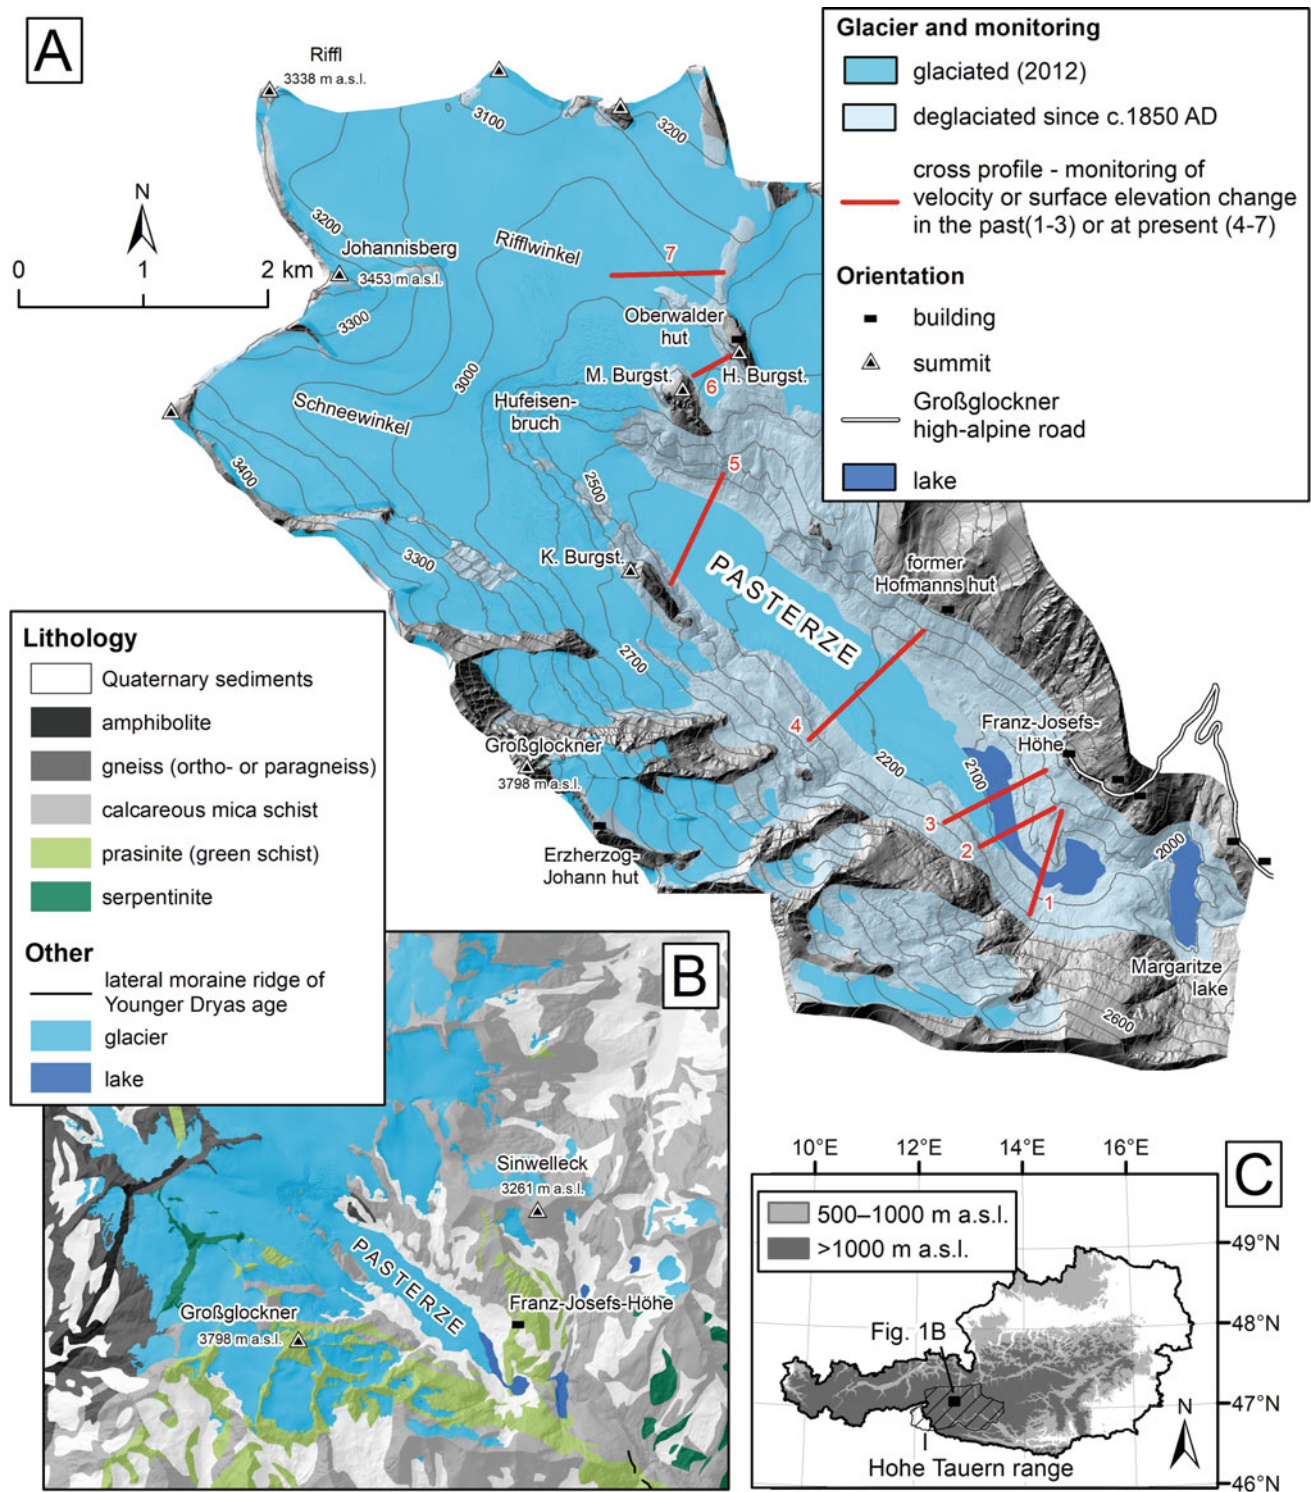 A
Riffl
3338 m a.s.l.
3100
3200
N
0 1 2 km
3200
Johannisberg
3453 m a.s.l.
3300
Rifflwinkel
7
Oberwalder
hut
3000
M. Burgst.
6
H. Burgst.
Schneewinkel
Hufeisen-
bruch
3400
2500
5
K. Burgst.
3300
PASTERZE
former
Hofmanns hut
2700
4
Großglockner
3798 m a.s.l.
2200
2100
Franz-Josefs-
Höhe
3
2
1
2000
Erzherzog-
Johann hut
Margaritze
lake
2600
Glacier and monitoring
glaciated (2012)
deglaciated since c.1850 AD
cross profile - monitoring of
velocity or surface elevation change
in the past(1-3) or at present (4-7)
Orientation
building
summit
Großglockner
high-alpine road
lake
Lithology
Quaternary sediments
amphibolite
gneiss (ortho- or paragneiss)
calcareous mica schist
prasinite (green schist)
serpentinite
Other
lateral moraine ridge of
Younger Dryas age
glacier
lake
B
Sinwelleck
3261 m a.s.l.
PASTERZE
Großglockner
3798 m a.s.l.
Franz-Josefs-Höhe
10°E 12°E 14°E 16°E
C
500–1000 m a.s.l.
>1000 m a.s.l.
49°N
48°N
47°N
46°N
Fig. 1B
N
I
Hohe Tauern range